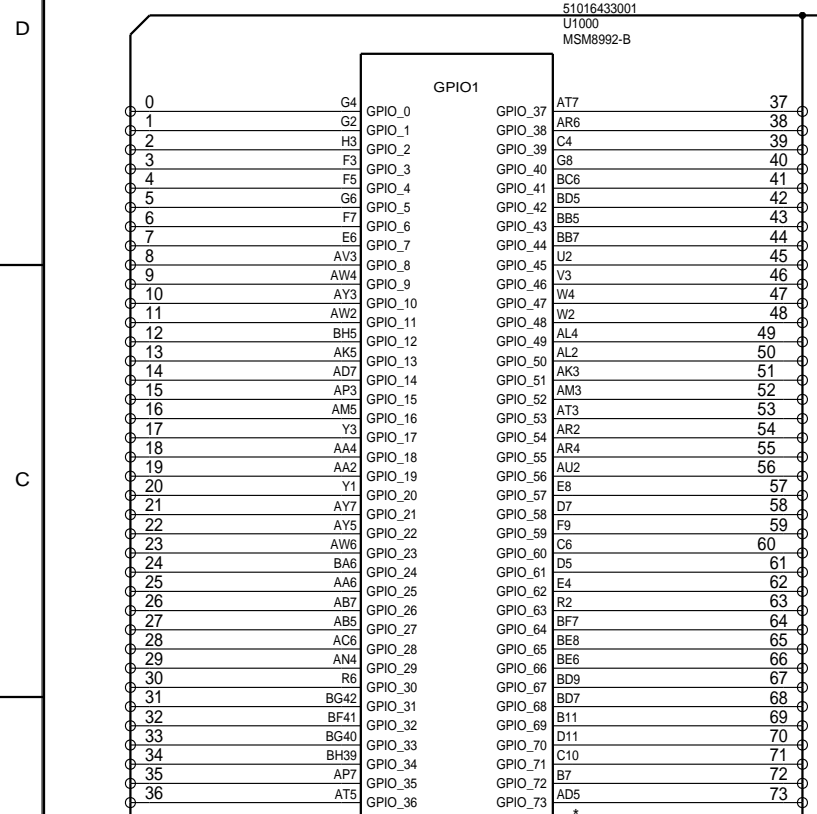 51016433001
U1000
MSM8992-B
D
GPIO1
0 G4 GPIO_0 GPIO_37 AT7 37
1 G2 GPIO_1 GPIO_38 AR6 38
2 H3 GPIO_2 GPIO_39 C4 39
3 F3 GPIO_3 GPIO_40 G8 40
4 F5 GPIO_4 GPIO_41 BC6 41
5 G6 GPIO_5 GPIO_42 BD5 42
6 F7 GPIO_6 GPIO_43 BB5 43
7 E6 GPIO_7 GPIO_44 BB7 44
8 AV3 GPIO_8 GPIO_45 U2 45
9 AW4 GPIO_9 GPIO_46 V3 46
10 AY3 GPIO_10 GPIO_47 W4 47
11 AW2 GPIO_11 GPIO_48 W2 48
12 BH5 GPIO_12 GPIO_49 AL4 49
13 AK5 GPIO_13 GPIO_50 AL2 50
14 AD7 GPIO_14 GPIO_51 AK3 51
15 AP3 GPIO_15 GPIO_52 AM3 52
16 AM5 GPIO_16 GPIO_53 AT3 53
17 Y3 GPIO_17 GPIO_54 AR2 54
18 AA4 GPIO_18 GPIO_55 AR4 55
19 AA2 GPIO_19 GPIO_56 AU2 56
C
20 Y1 GPIO_20 GPIO_57 E8 57
21 AY7 GPIO_21 GPIO_58 D7 58
22 AY5 GPIO_22 GPIO_59 F9 59
23 AW6 GPIO_23 GPIO_60 C6 60
24 BA6 GPIO_24 GPIO_61 D5 61
25 AA6 GPIO_25 GPIO_62 E4 62
26 AB7 GPIO_26 GPIO_63 R2 63
27 AB5 GPIO_27 GPIO_64 BF7 64
28 AC6 GPIO_28 GPIO_65 BE8 65
29 AN4 GPIO_29 GPIO_66 BE6 66
30 R6 GPIO_30 GPIO_67 BD9 67
31 BG42 GPIO_31 GPIO_68 BD7 68
32 BF41 GPIO_32 GPIO_69 B11 69
33 BG40 GPIO_33 GPIO_70 D11 70
34 BH39 GPIO_34 GPIO_71 C10 71
35 AP7 GPIO_35 GPIO_72 B7 72
36 AT5 GPIO_36 GPIO_73 AD5 73
*